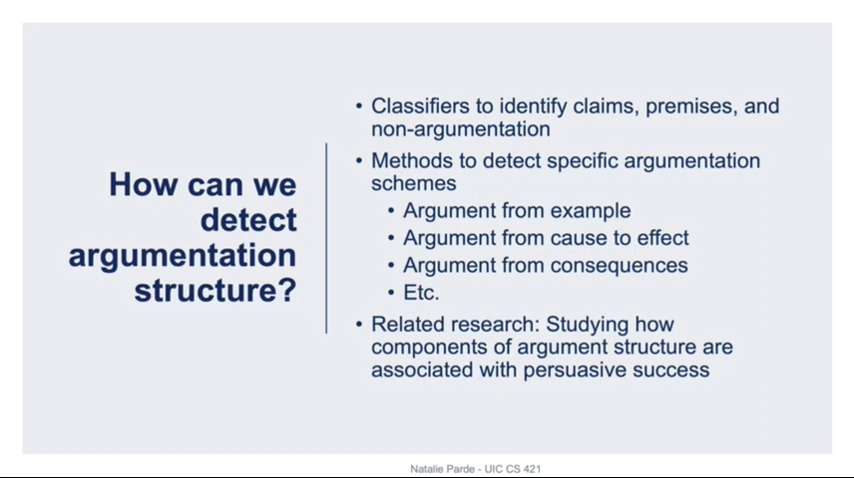 How can we
detect
argumentation
structure?
• Classifiers to identify claims, premises, and
non-argumentation
• Methods to detect specific argumentation
schemes
• Argument from example
• Argument from cause to effect
• Argument from consequences
• Etc.
• Related research: Studying how
components of argument structure are
associated with persuasive success
Natalie Parde - UIC CS 421